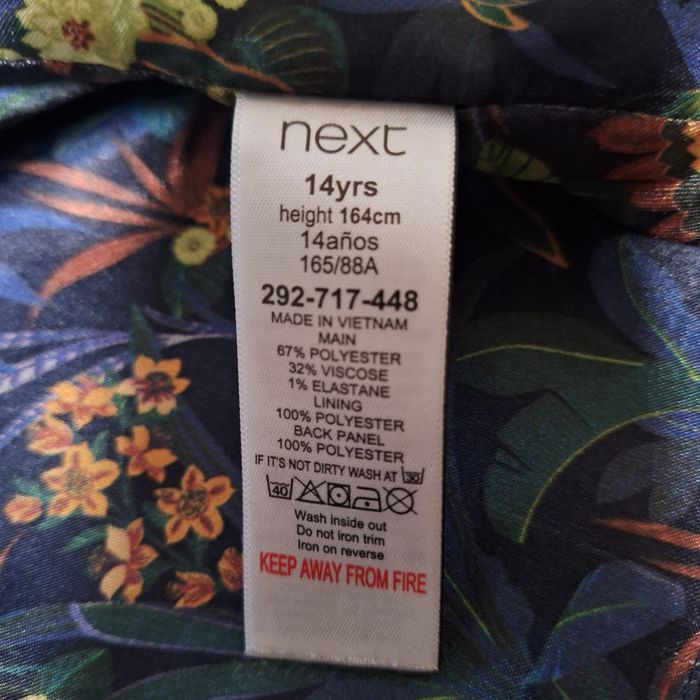 next
14yrs
height 164cm
14años
165/88A
292-717-448
MADE IN VIETNAM
MAIN
67% POLYESTER
32% VISCOSE
1% ELASTANE
LINING
100% POLYESTER
BACK PANEL
100% POLYESTER
IF IT'S NOT DIRTY WASH AT 30
40
Wash inside out
Do not iron trim
Iron on reverse
KEEP AWAY FROM FIRE